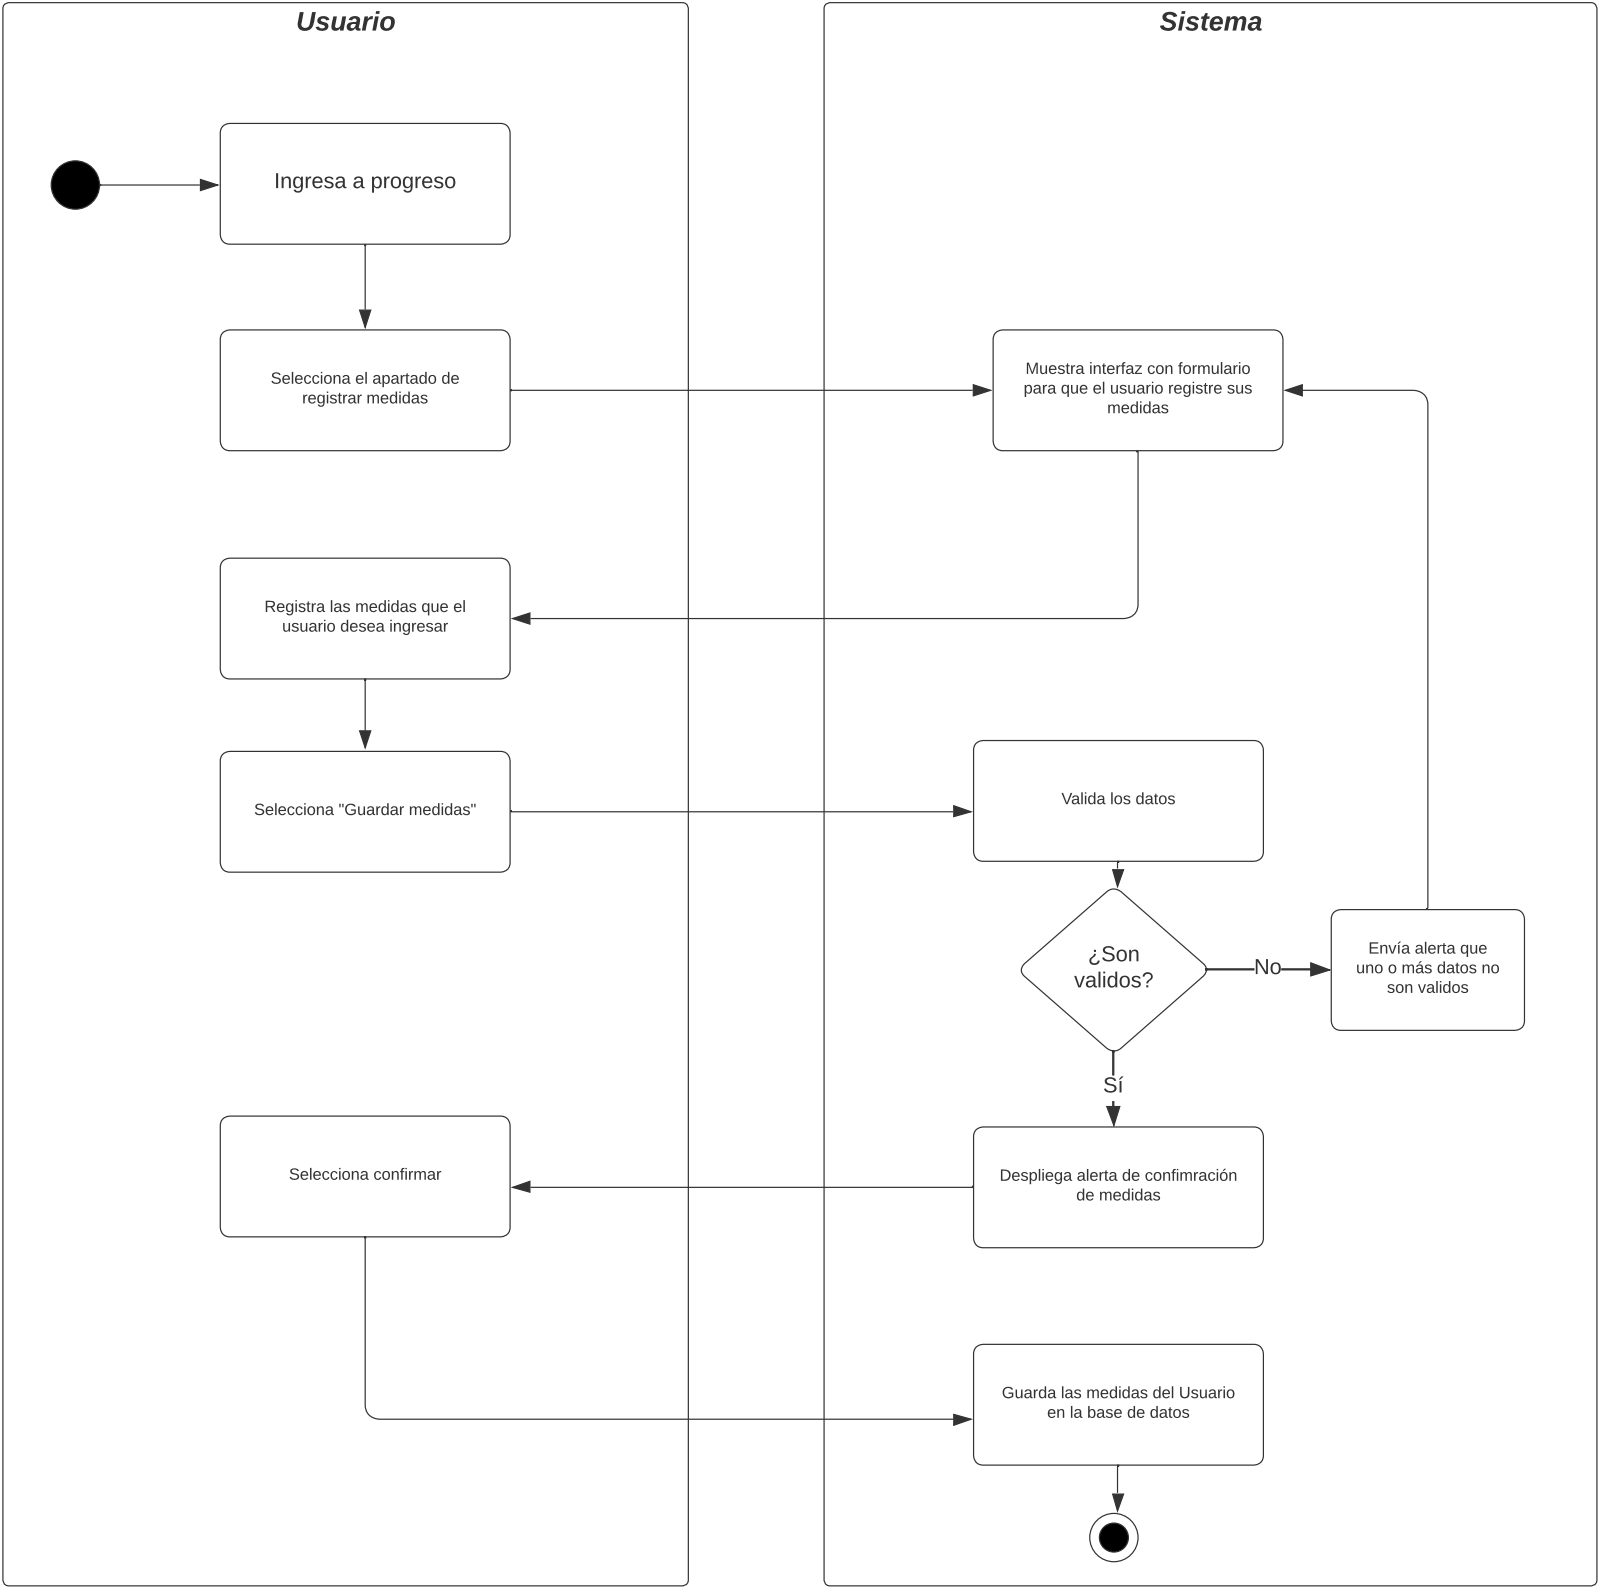 Usuario
Sistema
Ingresa a progreso
Selecciona el apartado de
registrar medidas
Muestra interfaz con formulario
para que el usuario registre sus
medidas
Registra las medidas que el
usuario desea ingresar
Selecciona "Guardar medidas"
Valida los datos
¿Son
validos?
No
Envía alerta que
uno o más datos no
son validos
Sí
Despliega alerta de confimración
de medidas
Selecciona confirmar
Guarda las medidas del Usuario
en la base de datos